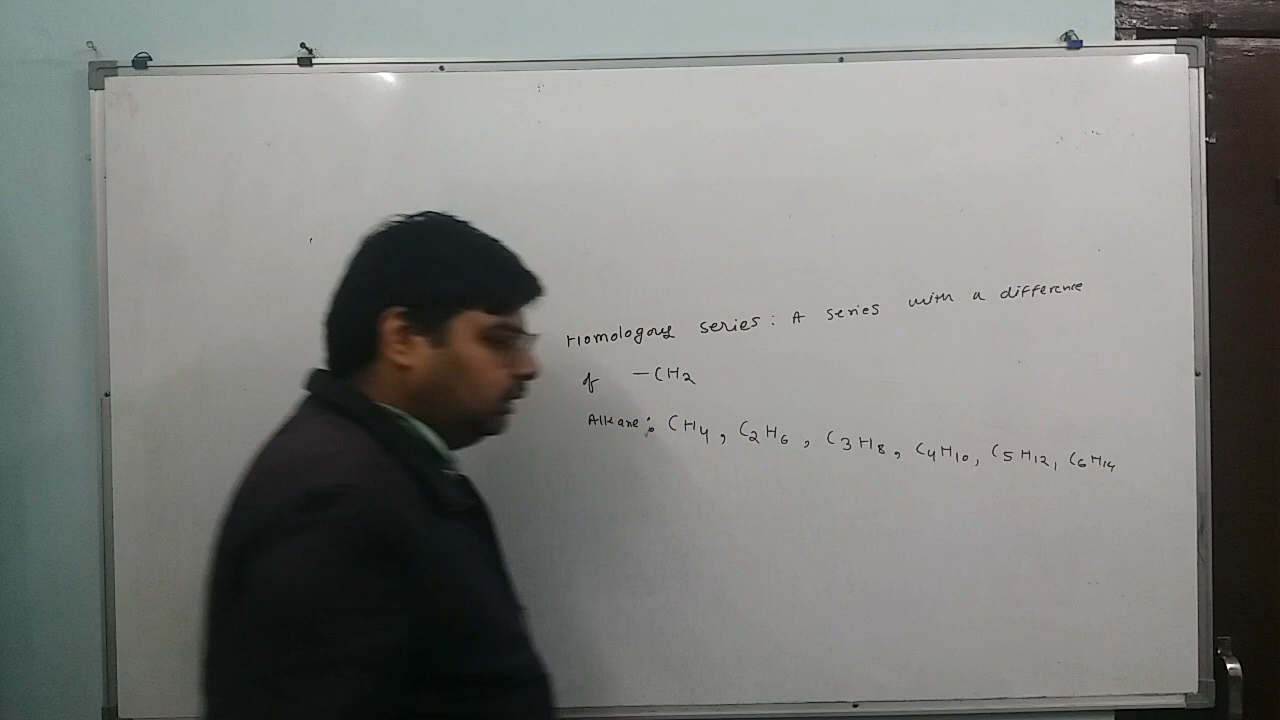 Homologous series: A series with a difference
of -CH2
Alkane: CH4, C2H6, C3H8, C4H10, C5H12, C6H14